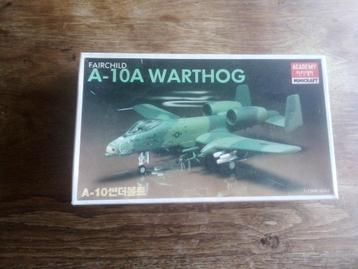 FAIRCHILD
A-10A WARTHOG
ACADEMY
MINICRAFT
A-10썬더볼트